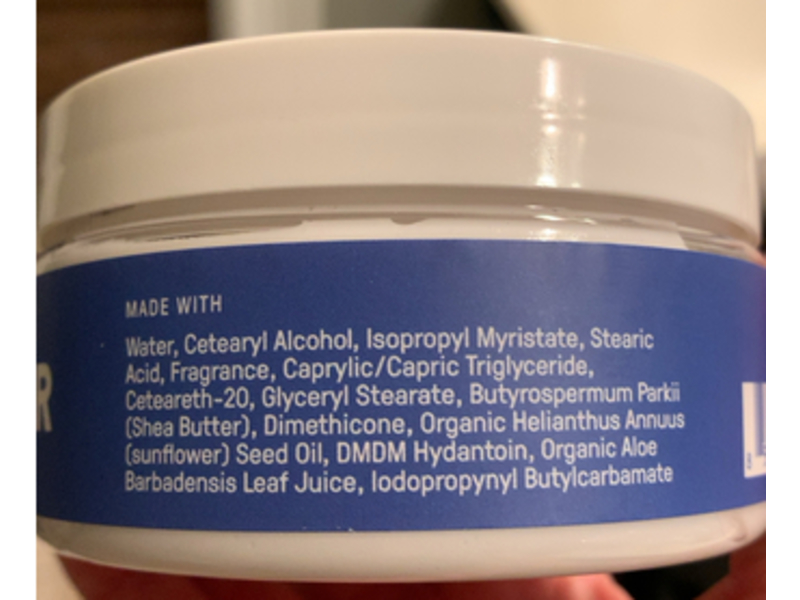 MADE WITH
Water, Cetearyl Alcohol, Isopropyl Myristate, Stearic
Acid, Fragrance, Caprylic/Capric Triglyceride,
Ceteareth-20, Glyceryl Stearate, Butyrospermum Parkii
(Shea Butter), Dimethicone, Organic Helianthus Annuus
(sunflower) Seed Oil, DMDM Hydantoin, Organic Aloe
Barbadensis Leaf Juice, Iodopropynyl Butylcarbamate
R
8